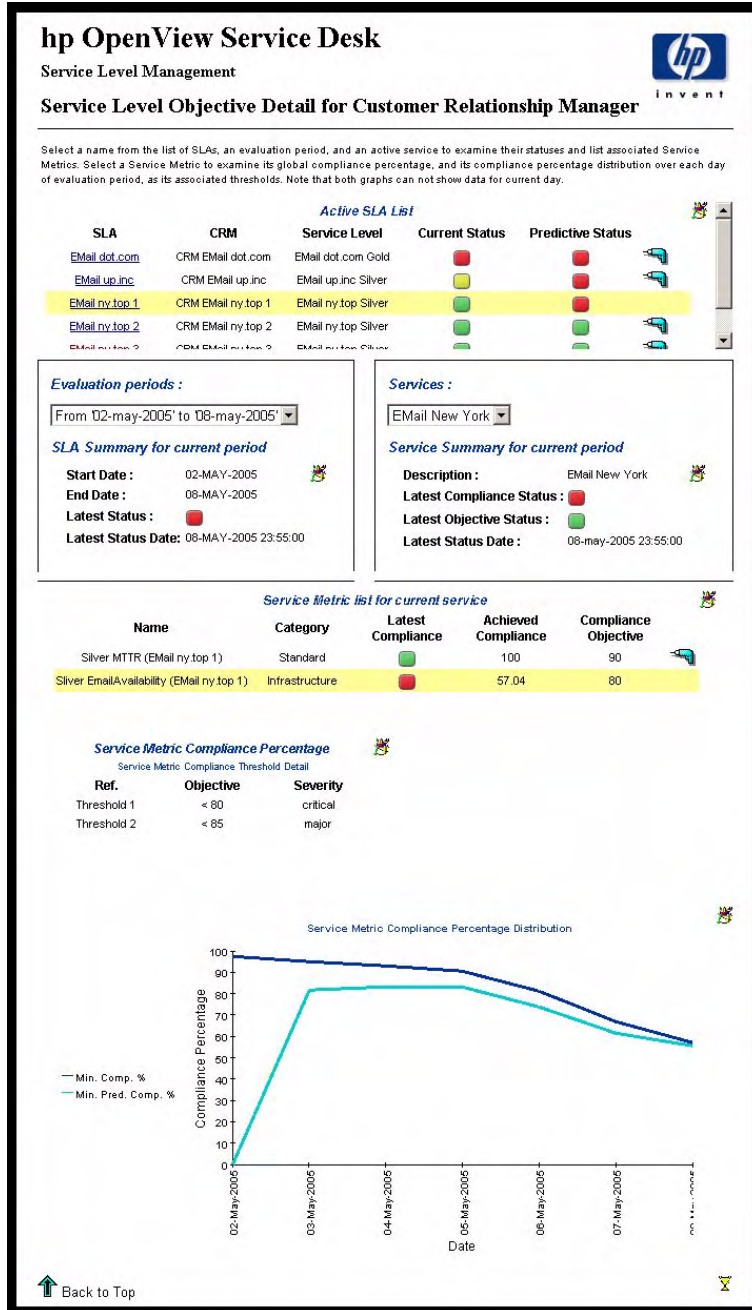 hp OpenView Service Desk
Service Level Management
Service Level Objective Detail for Customer Relationship Manager
hp
invent
Select a name from the list of SLAs, an evaluation period, and an active service to examine their statuses and list associated Service
Metrics. Select a Service Metric to examine its global compliance percentage, and its compliance percentage distribution over each day
of evaluation period, as its associated thresholds. Note that both graphs can not show data for current day.
Active SLA List
SLA CRM Service Level Current Status Predictive Status
EMail dot.com CRM EMail dot.com EMail dot.com Gold
EMail up.inc CRM EMail up.inc EMail up.inc Silver
EMail ny.top 1 CRM EMail ny.top 1 EMail ny.top Silver
EMail ny.top 2 CRM EMail ny.top 2 EMail ny.top Silver
EMail ny.top 3 CRM EMail ny.top 3 EMail ny.top Silver
Evaluation periods :
From '02-may-2005' to '08-may-2005'
SLA Summary for current period
Start Date : 02-MAY-2005
End Date : 08-MAY-2005
Latest Status :
Latest Status Date: 08-MAY-2005 23:55:00
Services :
EMail New York
Service Summary for current period
Description : EMail New York
Latest Compliance Status :
Latest Objective Status :
Latest Status Date : 08-may-2005 23:55:00
Service Metric list for current service
Name Category Latest Compliance Achieved Compliance Compliance Objective
Silver MTTR (EMail ny.top 1) Standard 100 90
Sliver EmailAvailability (EMail ny.top 1) Infrastructure 57.04 80
Service Metric Compliance Percentage
Service Metric Compliance Threshold Detail
Ref. Objective Severity
Threshold 1 < 80 critical
Threshold 2 < 85 major
Service Metric Compliance Percentage Distribution
Compliance Percentage
100
90
80
70
60
50
40
30
20
10
0
Min. Comp. %
Min. Pred. Comp. %
02-May-2005
03-May-2005
04-May-2005
05-May-2005
06-May-2005
07-May-2005
Date
Back to Top